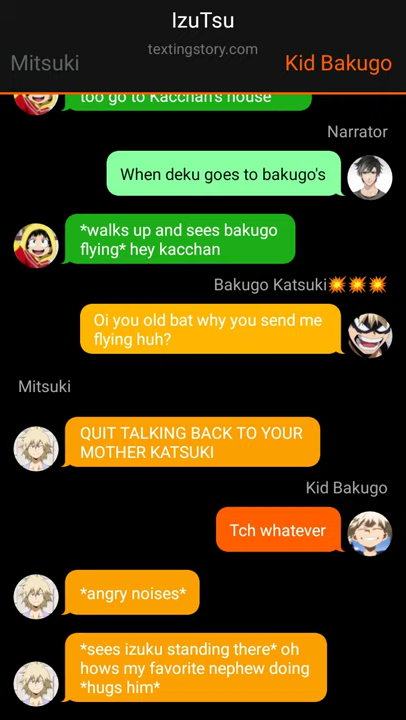 IzuTsu
textingstory.com
Mitsuki
Kid Bakugo
too go to Kacchan's house
Narrator
When deku goes to bakugo's
*walks up and sees bakugo
flying* hey kacchan
Bakugo Katsuki💥💥💥
Oi you old bat why you send me
flying huh?
Mitsuki
QUIT TALKING BACK TO YOUR
MOTHER KATSUKI
Kid Bakugo
Tch whatever
*angry noises*
*sees izuku standing there* oh
hows my favorite nephew doing
*hugs him*